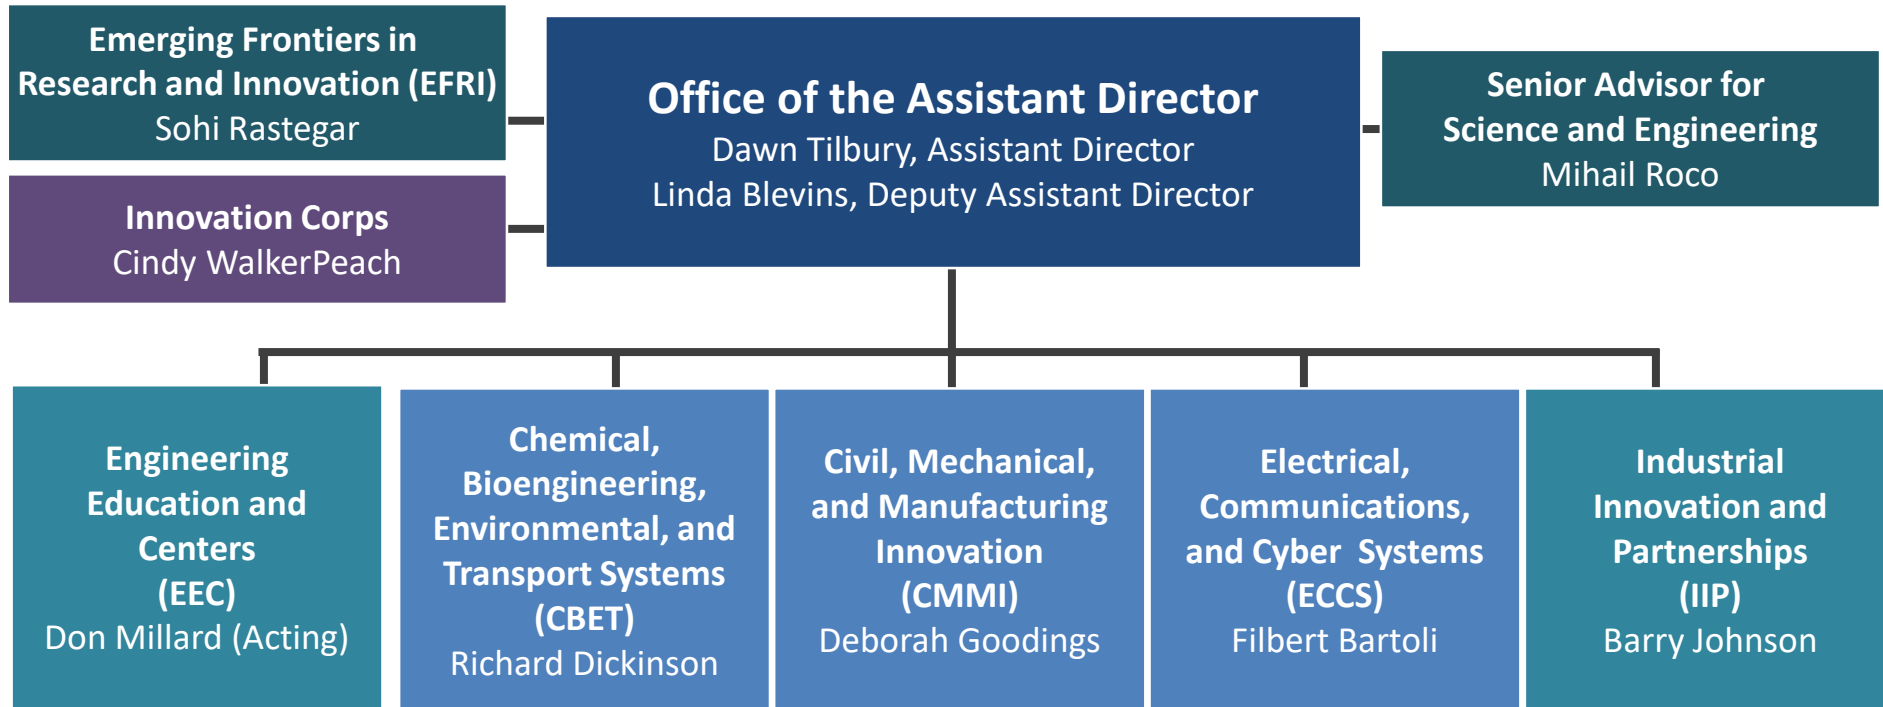 Emerging Frontiers in
Research and Innovation (EFRI)
Sohi Rastegar
Innovation Corps
Cindy WalkerPeach
Office of the Assistant Director
Dawn Tilbury, Assistant Director
Linda Blevins, Deputy Assistant Director
Senior Advisor for
Science and Engineering
Mihail Roco
Engineering
Education and
Centers
(EEC)
Don Millard (Acting)
Chemical,
Bioengineering,
Environmental, and
Transport Systems
(CBET)
Richard Dickinson
Civil, Mechanical,
and Manufacturing
Innovation
(CMMI)
Deborah Goodings
Electrical,
Communications,
and Cyber Systems
(ECCS)
Filbert Bartoli
Industrial
Innovation and
Partnerships
(IIP)
Barry Johnson